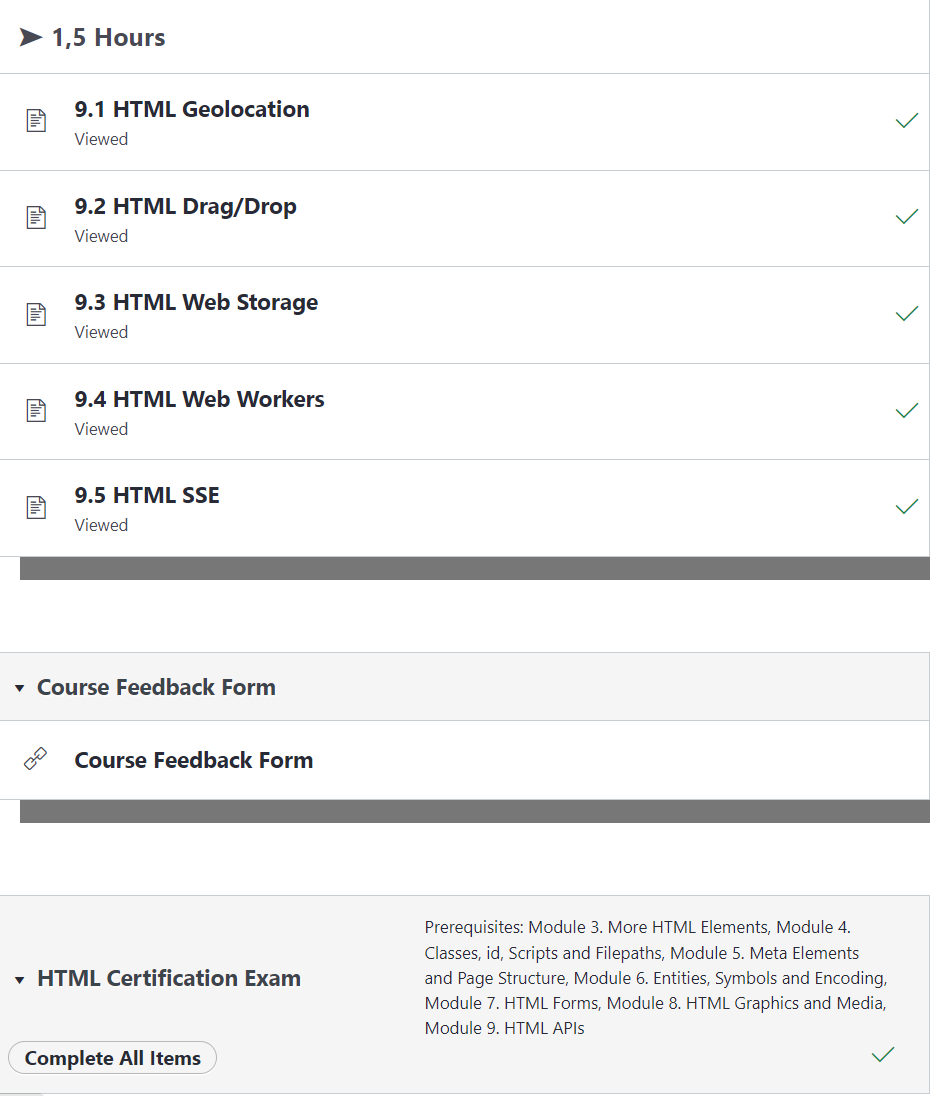 1,5 Hours
9.1 HTML Geolocation
Viewed
9.2 HTML Drag/Drop
Viewed
9.3 HTML Web Storage
Viewed
9.4 HTML Web Workers
Viewed
9.5 HTML SSE
Viewed
Course Feedback Form
Course Feedback Form
HTML Certification Exam
Prerequisites: Module 3. More HTML Elements, Module 4.
Classes, id, Scripts and Filepaths, Module 5. Meta Elements
and Page Structure, Module 6. Entities, Symbols and Encoding,
Module 7. HTML Forms, Module 8. HTML Graphics and Media,
Module 9. HTML APIs
Complete All Items